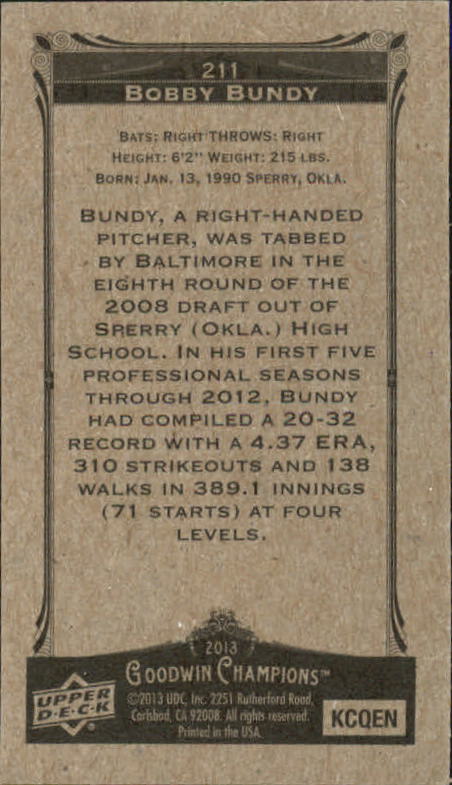 211
BOBBY BUNDY
BATS: RIGHT THROWS: RIGHT
HEIGHT: 6'2" WEIGHT: 215 LBS.
BORN: JAN. 13, 1990 SPERRY, OKLA.
BUNDY, A RIGHT-HANDED
PITCHER, WAS TABBED
BY BALTIMORE IN THE
EIGHTH ROUND OF THE
2008 DRAFT OUT OF
SPERRY (OKLA.) HIGH
SCHOOL. IN HIS FIRST FIVE
PROFESSIONAL SEASONS
THROUGH 2012, BUNDY
HAD COMPILED A 20-32
RECORD WITH A 4.37 ERA,
310 STRIKEOUTS AND 138
WALKS IN 389.1 INNINGS
(71 STARTS) AT FOUR
LEVELS.
2013
GOODWIN CHAMPIONS™
UPPER
D•E•C•K
©2013 UDC, Inc. 2251 Rutherford Road,
Carlsbad, CA 92008. All rights reserved.
Printed in the USA.
KCQEN